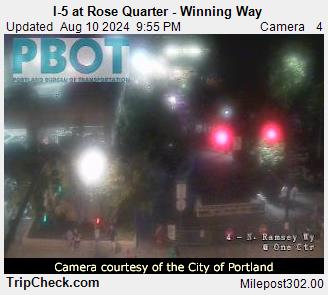 I-5 at Rose Quarter - Winning Way
Updated Aug 10 2024 9:55 PM Camera 4
PBOT
PORTLAND BUREAU OF TRANSPORTATION
4 - N. Ramsey Wy
@ One Ctr
Camera courtesy of the City of Portland
TripCheck.com Milepost302.00